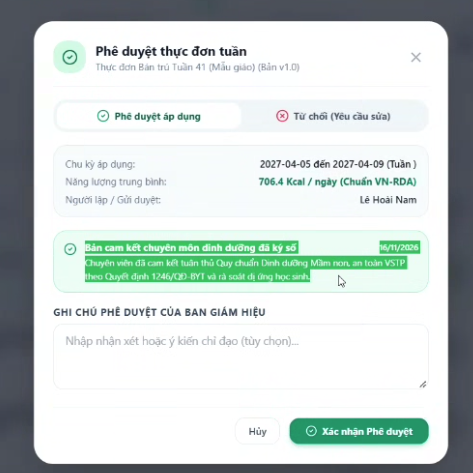 Phê duyệt thực đơn tuần
Thực đơn Bán trú Tuần 41 (Mẫu giáo) (Bản v1.0)
Phê duyệt áp dụng
Từ chối (Yêu cầu sửa)
Chu kỳ áp dụng: 2027-04-05 đến 2027-04-09 (Tuần )
Năng lượng trung bình: 706.4 Kcal / ngày (Chuẩn VN-RDA)
Người lập / Gửi duyệt: Lê Hoài Nam
Bản cam kết chuyên môn dinh dưỡng đã ký số 16/11/2026
Chuyên viên đã cam kết tuân thủ Quy chuẩn Dinh dưỡng Mầm non, an toàn VSTP
theo Quyết định 1246/QĐ-BYT và rà soát dị ứng học sinh.
GHI CHÚ PHÊ DUYỆT CỦA BAN GIÁM HIỆU
Nhập nhận xét hoặc ý kiến chỉ đạo (tùy chọn)...
Hủy
Xác nhận Phê duyệt